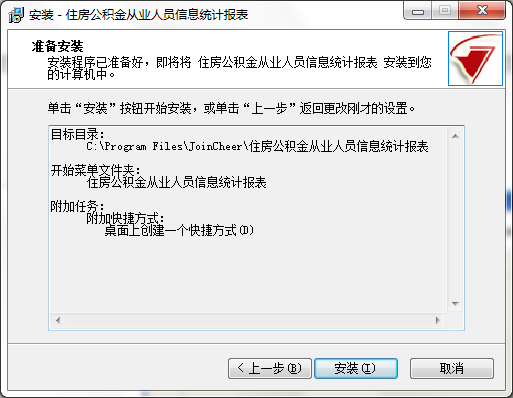 安装 - 住房公积金从业人员信息统计报表
准备安装
安装程序已准备好，即将将 住房公积金从业人员信息统计报表 安装到您
的计算机中。
单击“安装”按钮开始安装，或单击“上一步”返回更改刚才的设置。
目标目录：
C:\Program Files\JoinCheer\住房公积金从业人员信息统计报表
开始菜单文件夹：
住房公积金从业人员信息统计报表
附加任务：
附加快捷方式：
桌面上创建一个快捷方式(D)
< 上一步(B)
安装(I)
取消